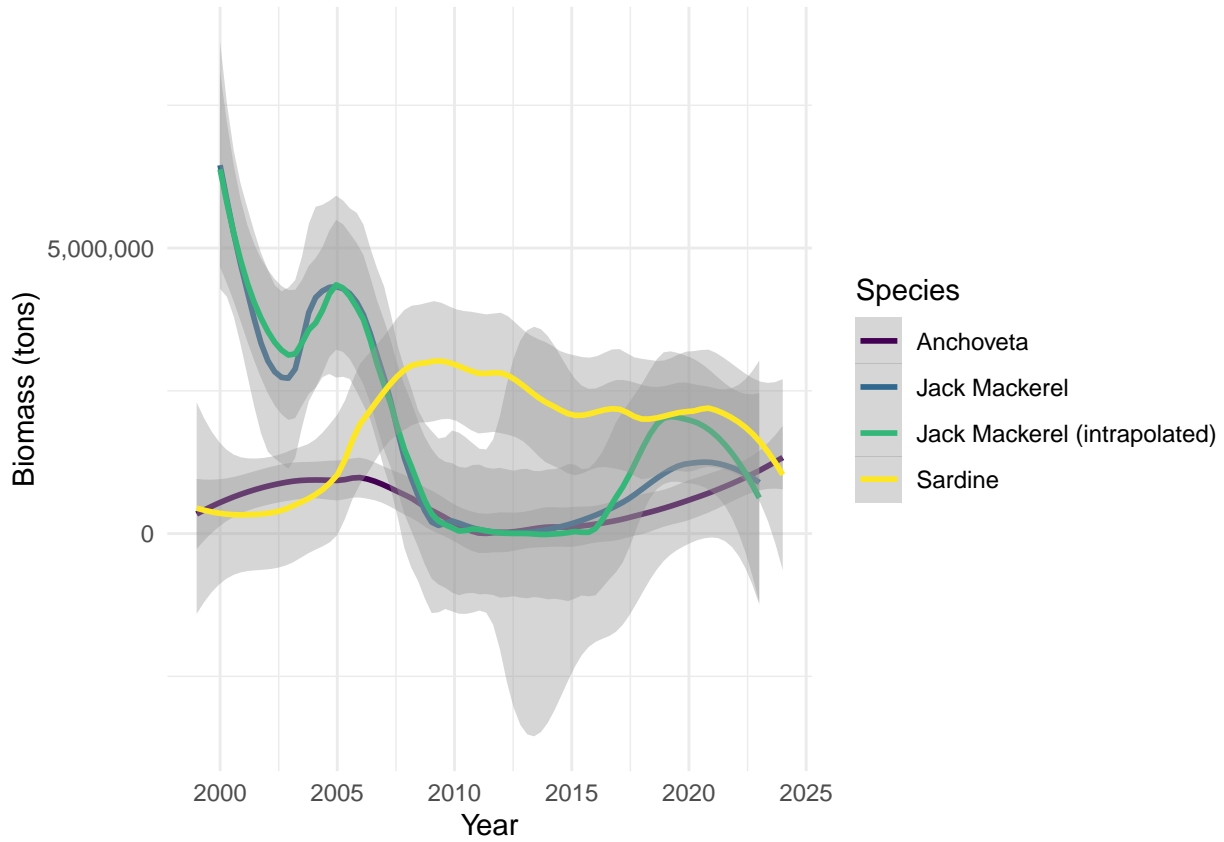 Biomass (tons)
5,000,000
0
2000 2005 2010 2015 2020 2025
Year
Species
Anchoveta
Jack Mackerel
Jack Mackerel (intrapolated)
Sardine